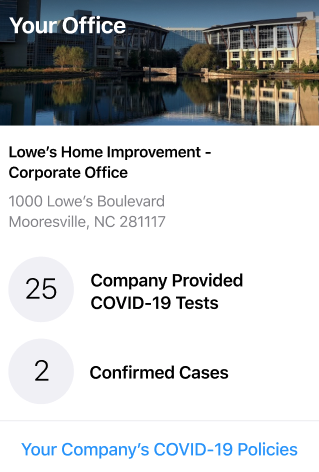 Your Office
Lowe’s Home Improvement -
Corporate Office
1000 Lowe’s Boulevard
Mooresville, NC 281117
25
Company Provided
COVID-19 Tests
2
Confirmed Cases
Your Company’s COVID-19 Policies